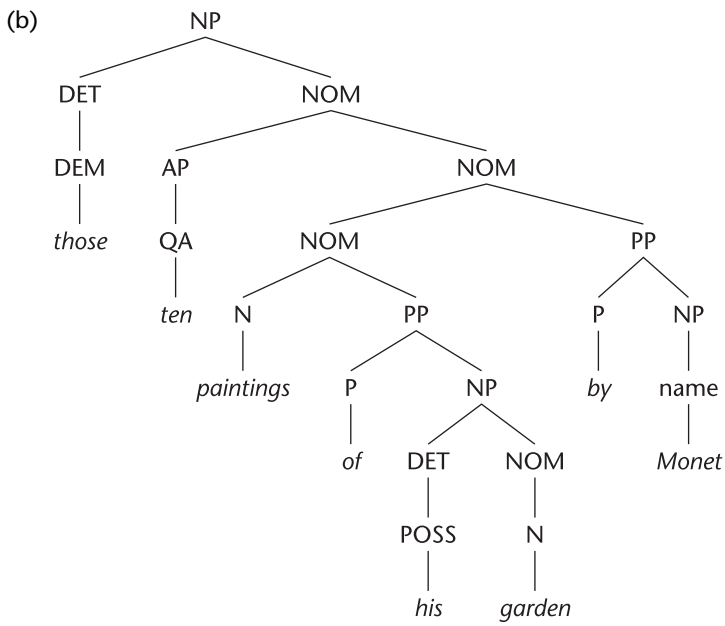 (b) NP
DET NOM
DEM AP NOM
those QA NOM PP
ten N PP P NP
paintings P NP by name
of DET NOM Monet
POSS N
his garden